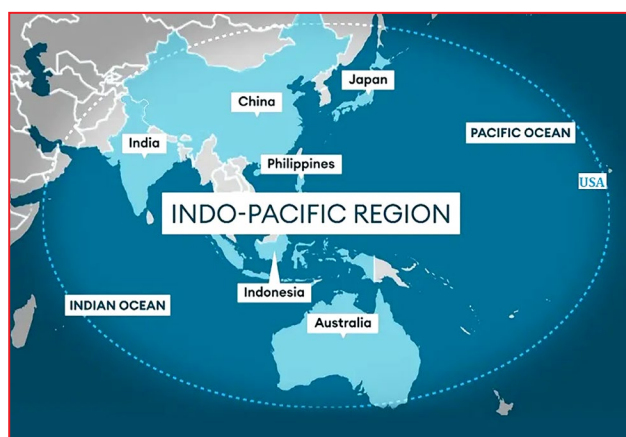 Japan
China
PACIFIC OCEAN
India
Philippines
USA
INDO-PACIFIC REGION
Indonesia
INDIAN OCEAN
Australia